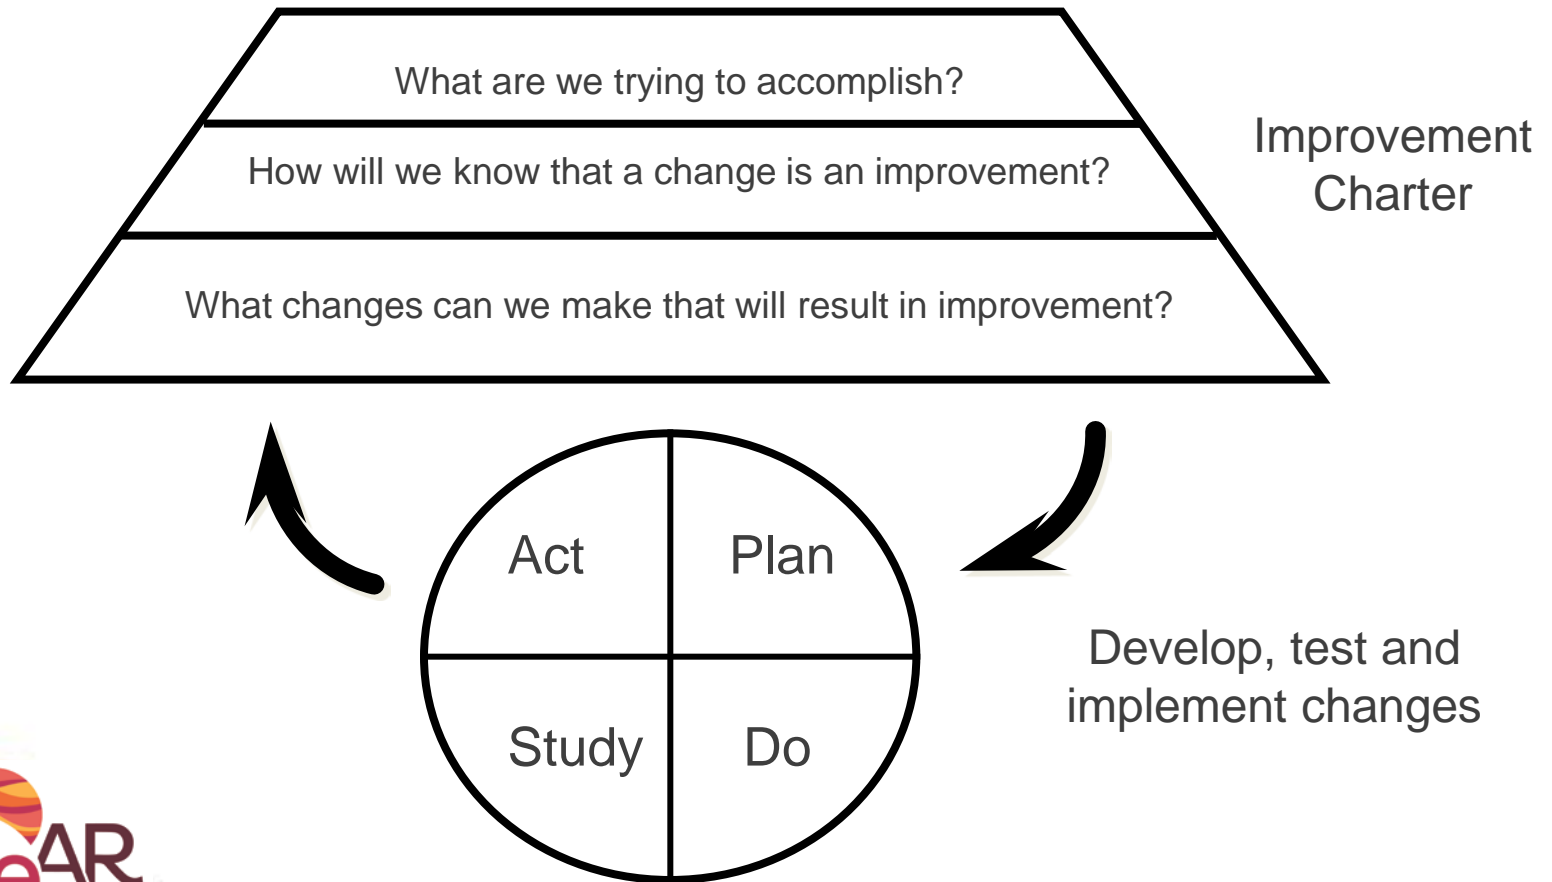 What are we trying to accomplish?
How will we know that a change is an improvement?
What changes can we make that will result in improvement?
Improvement
Charter
Act
Plan
Study
Do
Develop, test and
implement changes